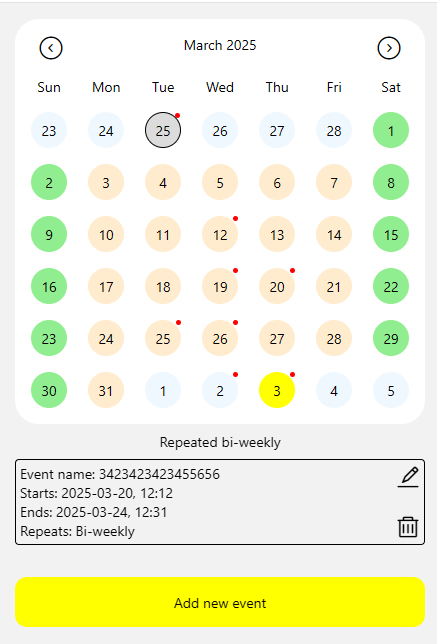 March 2025
Sun Mon Tue Wed Thu Fri Sat
23 24 25 26 27 28 1
2 3 4 5 6 7 8
9 10 11 12 13 14 15
16 17 18 19 20 21 22
23 24 25 26 27 28 29
30 31 1 2 3 4 5
Repeated bi-weekly
Event name: 3423423423455656
Starts: 2025-03-20, 12:12
Ends: 2025-03-24, 12:31
Repeats: Bi-weekly
Add new event